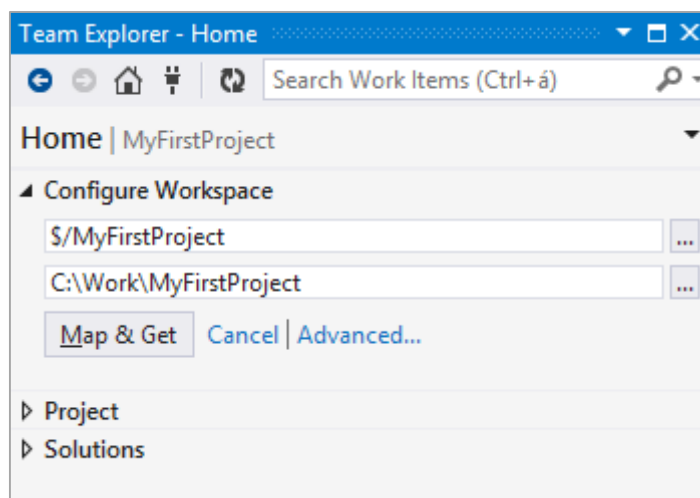 Team Explorer - Home
Search Work Items (Ctrl+á)
Home | MyFirstProject
Configure Workspace
$/MyFirstProject
...
C:\Work\MyFirstProject
...
Map & Get Cancel | Advanced...
Project
Solutions